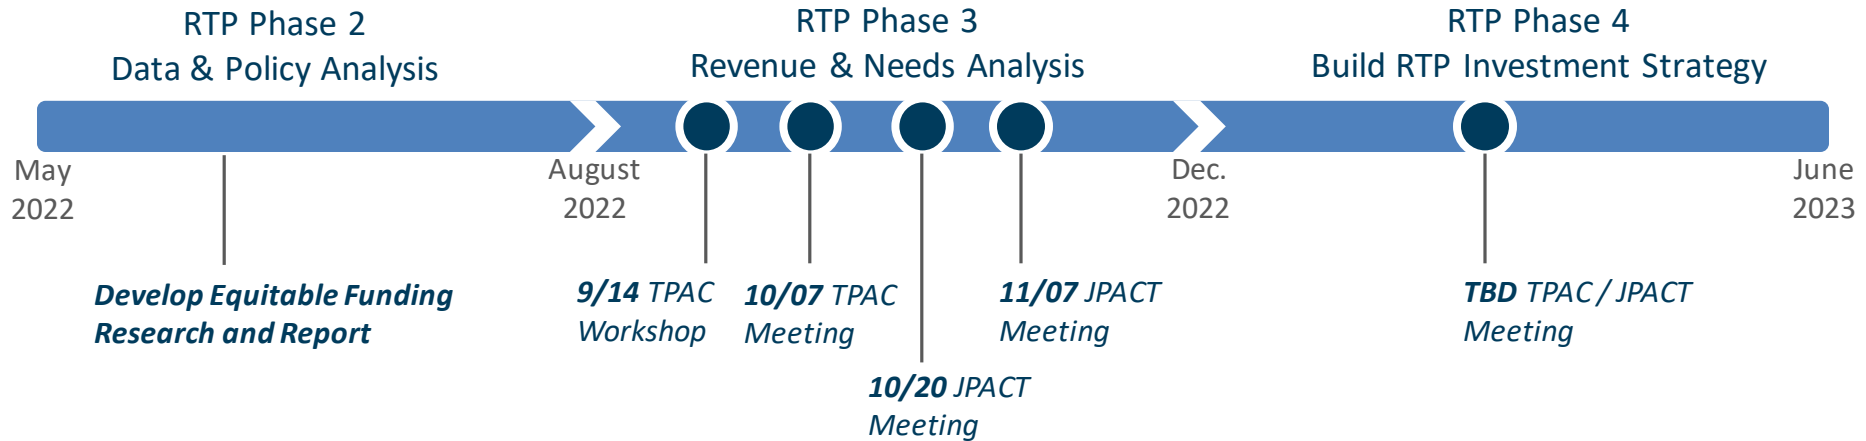 RTP Phase 2
Data & Policy Analysis
RTP Phase 3
Revenue & Needs Analysis
RTP Phase 4
Build RTP Investment Strategy
May
2022
August
2022
Dec.
2022
June
2023
Develop Equitable Funding
Research and Report
9/14 TPAC
Workshop
10/07 TPAC
Meeting
10/20 JPACT
Meeting
11/07 JPACT
Meeting
TBD TPAC / JPACT
Meeting